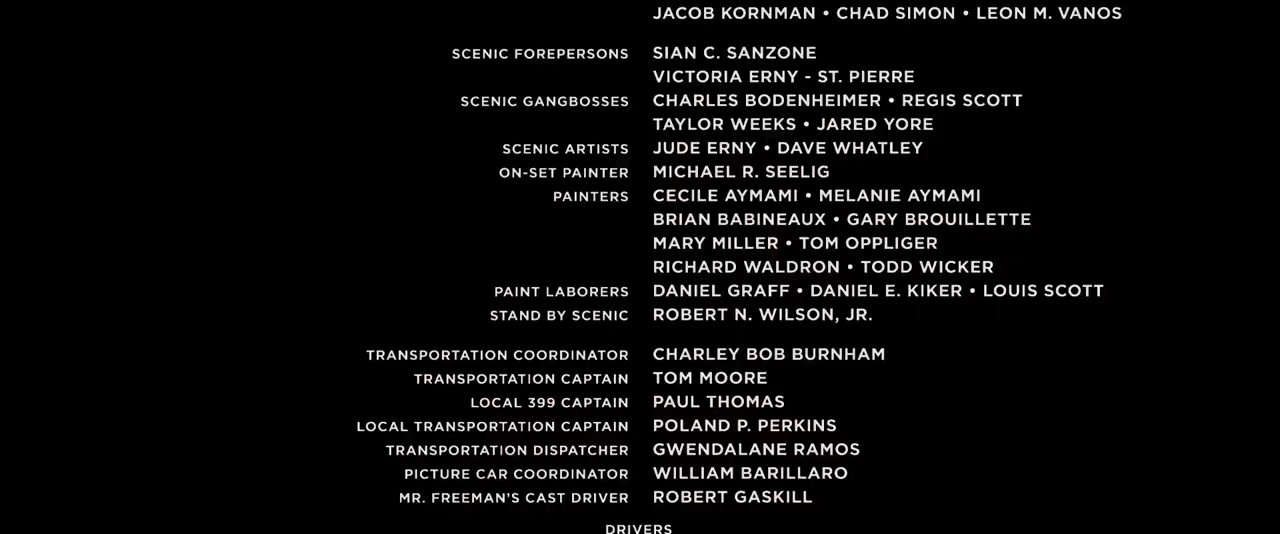 JACOB KORNMAN • CHAD SIMON • LEON M. VANOS
SCENIC FOREPERSONS SIAN C. SANZONE
VICTORIA ERNY - ST. PIERRE
SCENIC GANGBOSSES CHARLES BODENHEIMER • REGIS SCOTT
TAYLOR WEEKS • JARED YORE
SCENIC ARTISTS JUDE ERNY • DAVE WHATLEY
ON-SET PAINTER MICHAEL R. SEELIG
PAINTERS CECILE AYMAMI • MELANIE AYMAMI
BRIAN BABINEAUX • GARY BROUILLETTE
MARY MILLER • TOM OPPLIGER
RICHARD WALDRON • TODD WICKER
PAINT LABORERS DANIEL GRAFF • DANIEL E. KIKER • LOUIS SCOTT
STAND BY SCENIC ROBERT N. WILSON, JR.
TRANSPORTATION COORDINATOR CHARLEY BOB BURNHAM
TRANSPORTATION CAPTAIN TOM MOORE
LOCAL 399 CAPTAIN PAUL THOMAS
LOCAL TRANSPORTATION CAPTAIN POLAND P. PERKINS
TRANSPORTATION DISPATCHER GWENDALANE RAMOS
PICTURE CAR COORDINATOR WILLIAM BARILLARO
MR. FREEMAN'S CAST DRIVER ROBERT GASKILL
DRIVERS